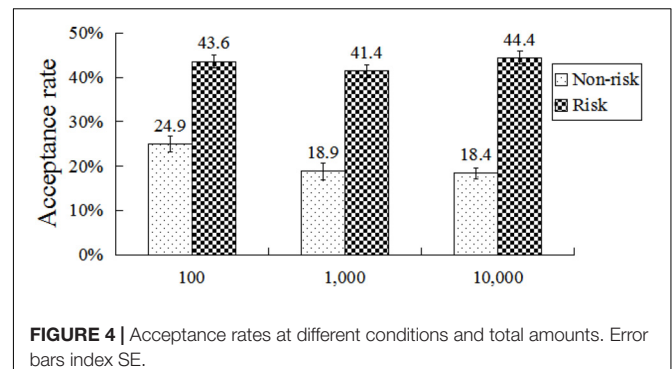 50%
40%
30%
20%
10%
0%
Acceptance rate
43.6
41.4
44.4
24.9
18.9
18.4
Non-risk
Risk
100 1,000 10,000
FIGURE 4 | Acceptance rates at different conditions and total amounts. Error
bars index SE.